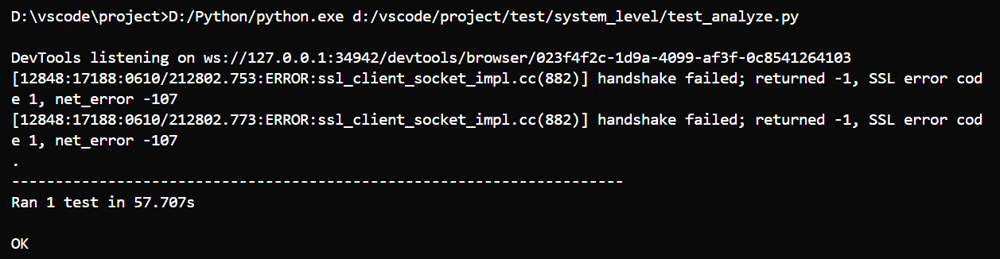 D:\vscode\project>D:/Python/python.exe d:/vscode/project/test/system_level/test_analyze.py
DevTools listening on ws://127.0.0.1:34942/devtools/browser/023f4f2c-1d9a-4099-af3f-0c8541264103
[12848:17188:0610/212802.753:ERROR:ssl_client_socket_impl.cc(882)] handshake failed; returned -1, SSL error cod
e 1, net_error -107
[12848:17188:0610/212802.773:ERROR:ssl_client_socket_impl.cc(882)] handshake failed; returned -1, SSL error cod
e 1, net_error -107
.
----------------------------------------------------------------------
Ran 1 test in 57.707s
OK